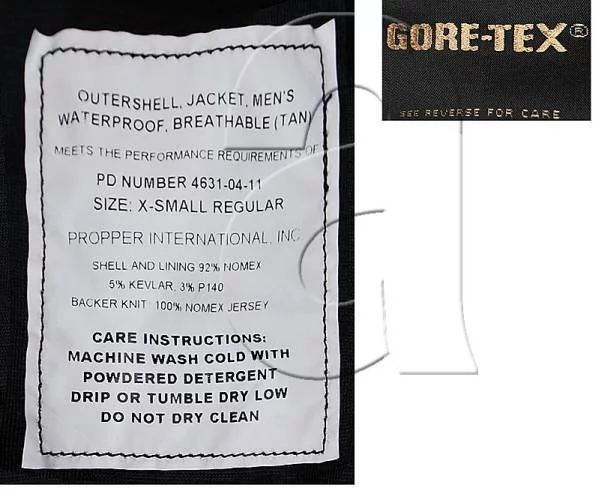 OUTERSHELL, JACKET, MEN'S
WATERPROOF, BREATHABLE (TAN)
MEETS THE PERFORMANCE REQUIREMENTS OF
PD NUMBER 4631-04-11
SIZE: X-SMALL REGULAR
PROPPER INTERNATIONAL, INC
SHELL AND LINING 92% NOMEX
5% KEVLAR, 3% P140
BACKER KNIT 100% NOMEX JERSEY
CARE INSTRUCTIONS:
MACHINE WASH COLD WITH
POWDERED DETERGENT
DRIP OR TUMBLE DRY LOW
DO NOT DRY CLEAN
GORE-TEX®
SEE REVERSE FOR CARE